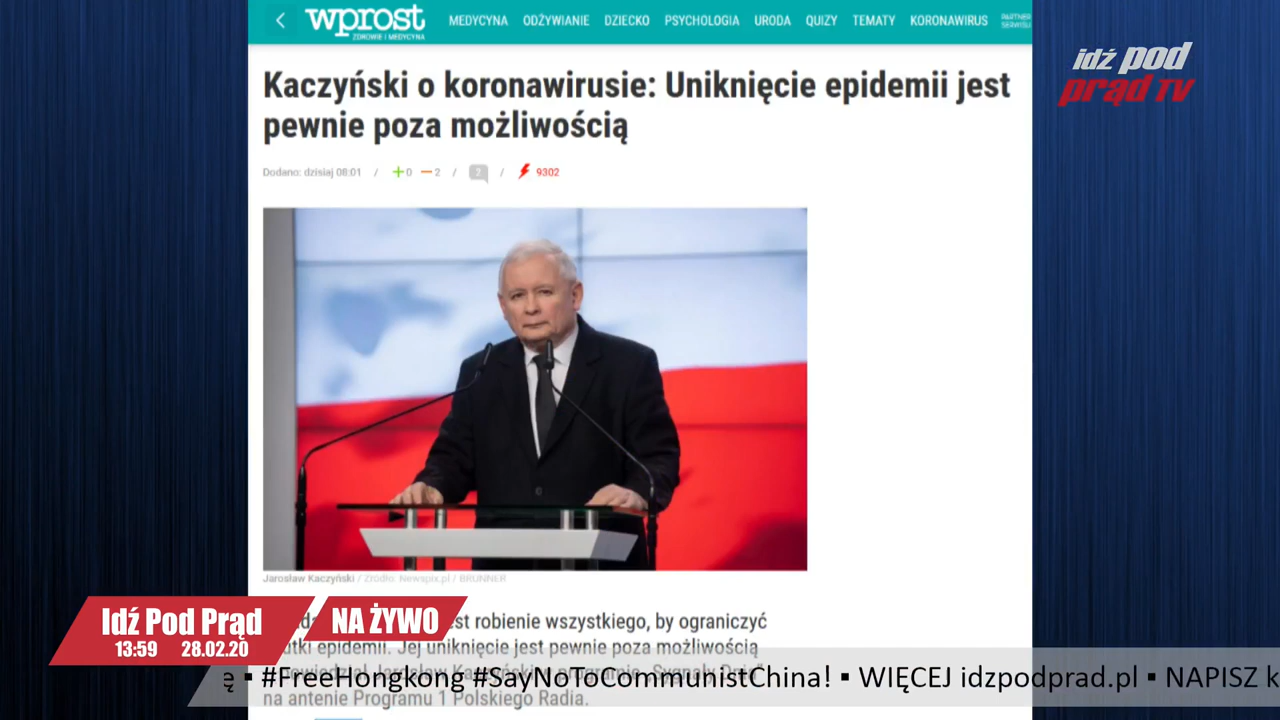 wprost
ZDROWIE I MEDYCYNA
MEDYCYNA ODŻYWIANIE DZIECKO PSYCHOLOGIA URODA QUIZY TEMATY KORONAWIRUS
PARTNER
SERWISU
idź pod
prąd TV
Kaczyński o koronawirusie: Uniknięcie epidemii jest
pewnie poza możliwością
Dodano: dzisiaj 08:01 / +0 −2 / 2 / 9302
Jarosław Kaczyński / Źródło: Newspix.pl / BRUNNER
robienie wszystkiego, by ograniczyć
epidemii. Jej uniknięcie jest pewnie poza możliwością
na antenie Programu 1 Polskiego Radia.
Idź Pod Prąd
NA ŻYWO
13:59 28.02.20
ę ▪ #FreeHongkong #SayNoToCommunistChina! ▪ WIĘCEJ idzpodprad.pl ▪ NAPISZ k